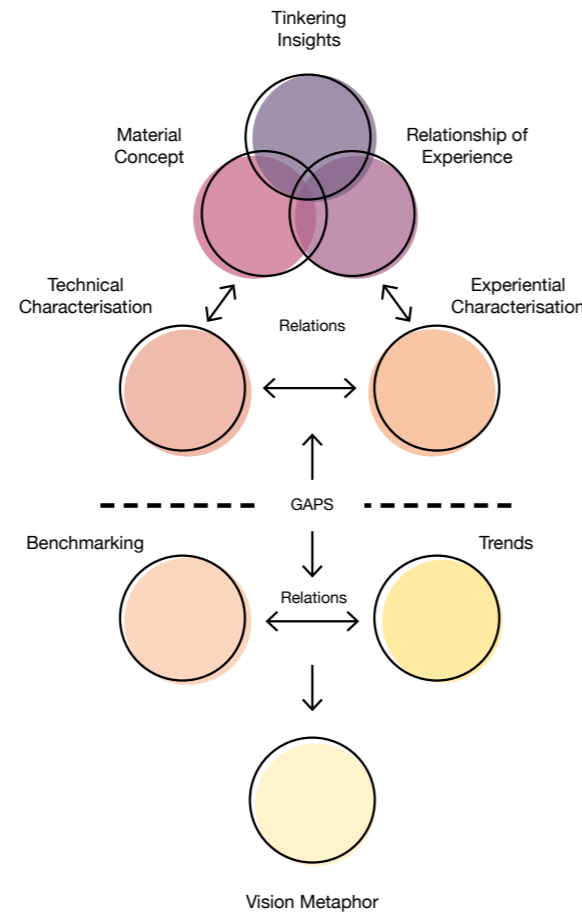 Tinkering
Insights
Material
Concept
Relationship of
Experience
Technical
Characterisation
Experiential
Characterisation
Relations
GAPS
Benchmarking
Trends
Relations
Vision Metaphor